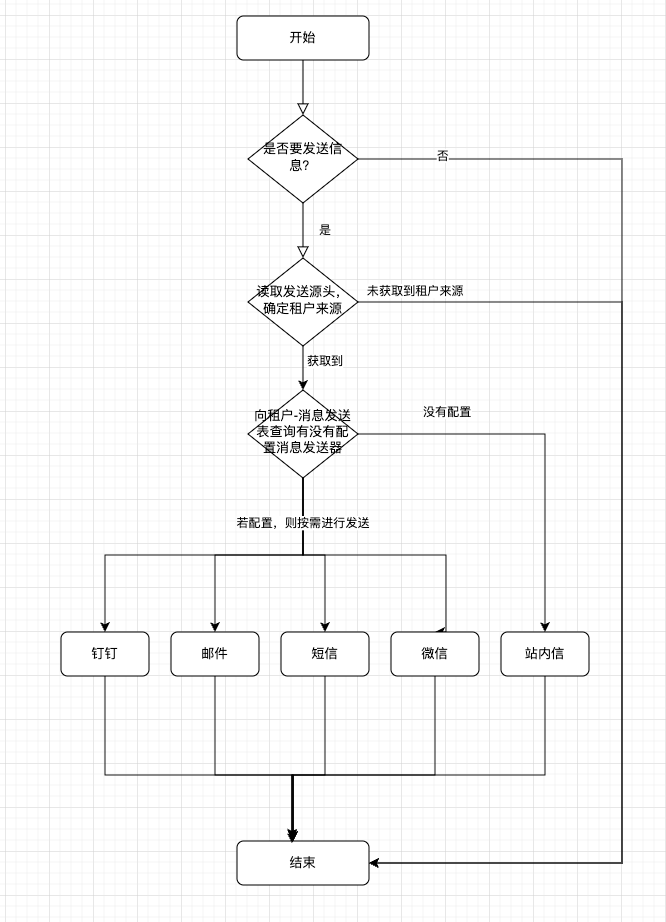 开始
是否要发送信
息?
否
是
读取发送源头，
确定租户来源
未获取到租户来源
获取到
向租户-消息发送
表查询有没有配
置消息发送器
没有配置
若配置，则按需进行发送
钉钉
邮件
短信
微信
站内信
结束